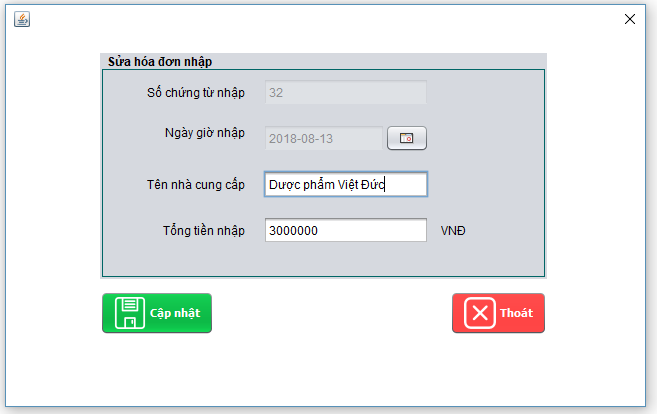 Sửa hóa đơn nhập
Số chứng từ nhập 32
Ngày giờ nhập 2018-08-13
Tên nhà cung cấp Dược phẩm Việt Đức
Tổng tiền nhập 3000000 VNĐ
Cập nhật Thoát